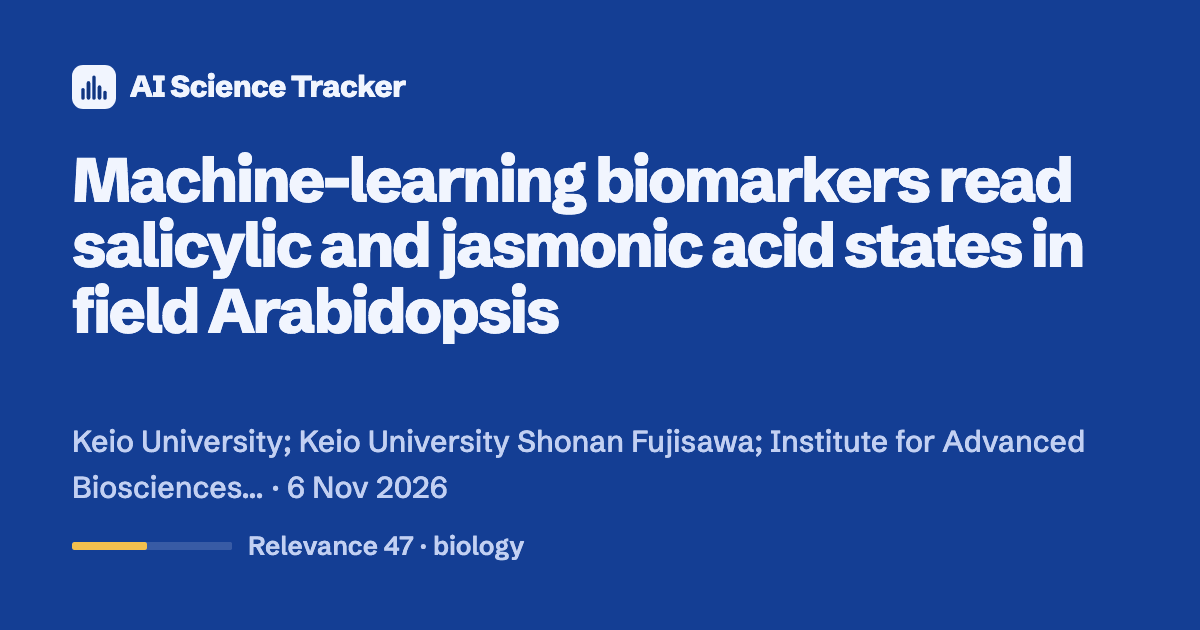 AI Science Tracker
Machine-learning biomarkers read
salicylic and jasmonic acid states in
field Arabidopsis
Keio University; Keio University Shonan Fujisawa; Institute for Advanced
Biosciences... · 6 Nov 2026
Relevance 47 · biology